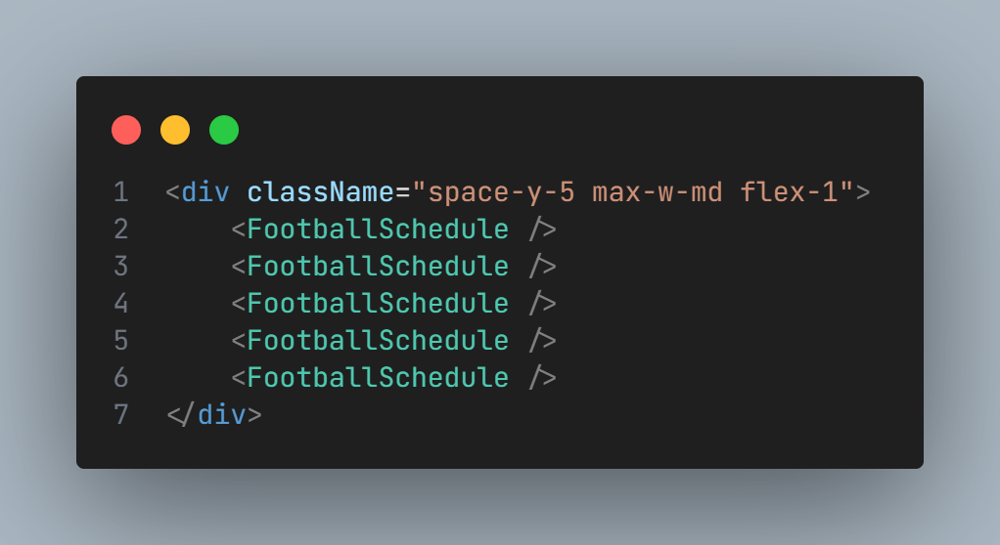 1 <div className="space-y-5 max-w-md flex-1">
2     <FootballSchedule />
3     <FootballSchedule />
4     <FootballSchedule />
5     <FootballSchedule />
6     <FootballSchedule />
7 </div>